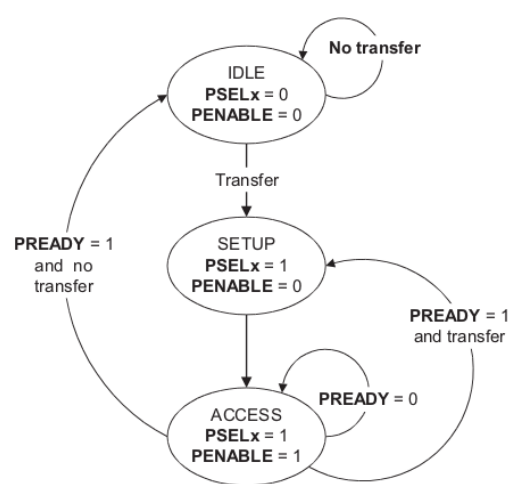 No transfer
IDLE
PSELx = 0
PENABLE = 0
Transfer
SETUP
PSELx = 1
PENABLE = 0
PREADY = 1
and no
transfer
PREADY = 1
and transfer
PREADY = 0
ACCESS
PSELx = 1
PENABLE = 1